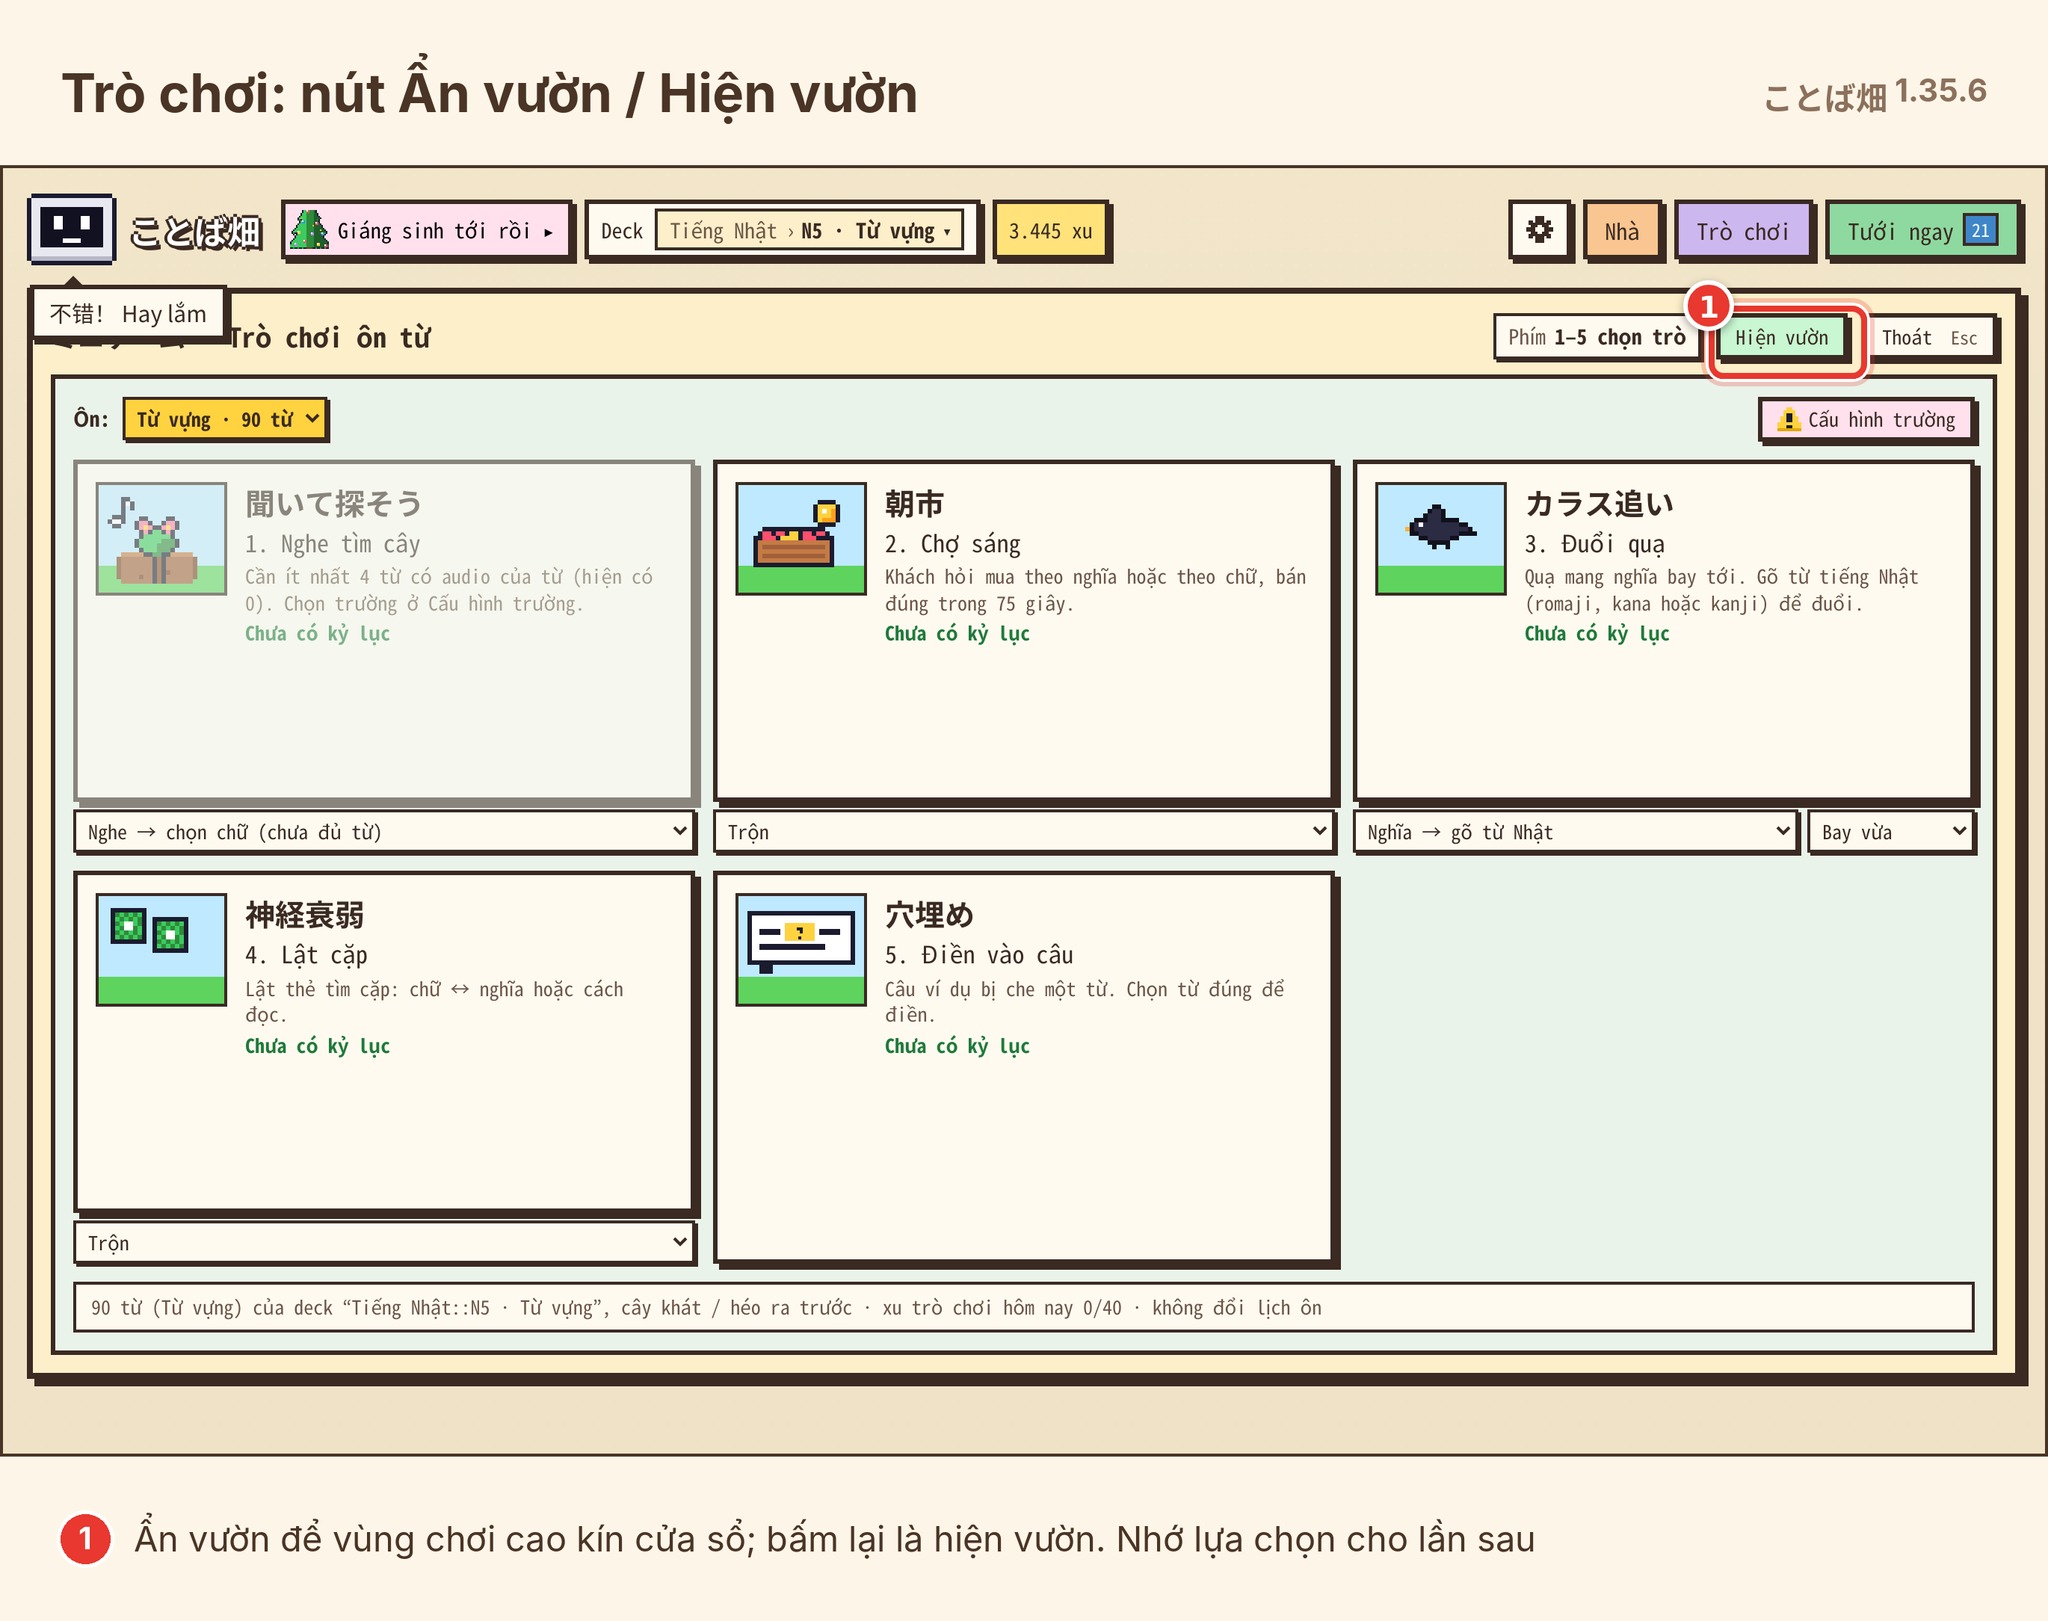 Trò chơi: nút Ẩn vườn / Hiện vườn
ことば畑 1.35.6
ことば畑
Giáng sinh tới rồi ▸
Deck Tiếng Nhật › N5 · Từ vựng ▾
3.445 xu
Nhà
Trò chơi
Tưới ngay 21
不错! Hay lắm
Trò chơi ôn từ
Phím 1–5 chọn trò
1
Hiện vườn
Thoát Esc
Ôn: Từ vựng · 90 từ
Cấu hình trường
聞いて探そう
1. Nghe tìm cây
Cần ít nhất 4 từ có audio của từ (hiện có
0). Chọn trường ở Cấu hình trường.
Chưa có kỷ lục
Nghe → chọn chữ (chưa đủ từ)
朝市
2. Chợ sáng
Khách hỏi mua theo nghĩa hoặc theo chữ, bán
đúng trong 75 giây.
Chưa có kỷ lục
Trộn
カラス追い
3. Đuổi quạ
Quạ mang nghĩa bay tới. Gõ từ tiếng Nhật
(romaji, kana hoặc kanji) để đuổi.
Chưa có kỷ lục
Nghĩa → gõ từ Nhật
Bay vừa
神経衰弱
4. Lật cặp
Lật thẻ tìm cặp: chữ ↔ nghĩa hoặc cách
đọc.
Chưa có kỷ lục
Trộn
穴埋め
5. Điền vào câu
Câu ví dụ bị che một từ. Chọn từ đúng để
điền.
Chưa có kỷ lục
90 từ (Từ vựng) của deck “Tiếng Nhật::N5 · Từ vựng”, cây khát / héo ra trước · xu trò chơi hôm nay 0/40 · không đổi lịch ôn
1 Ẩn vườn để vùng chơi cao kín cửa sổ; bấm lại là hiện vườn. Nhớ lựa chọn cho lần sau